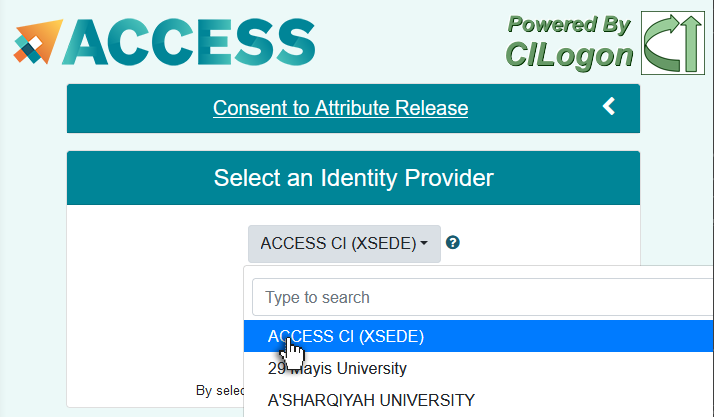 ACCESS
Powered By
CILogon
CI
Consent to Attribute Release
Select an Identity Provider
ACCESS CI (XSEDE)
Type to search
ACCESS CI (XSEDE)
29 Mayis University
By selec
A'SHARQIYAH UNIVERSITY